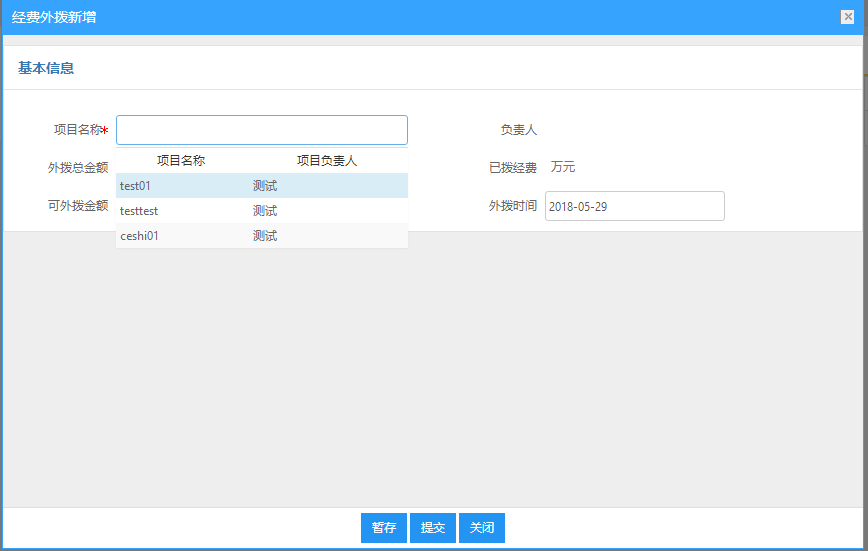 经费外拨新增
基本信息
项目名称* 负责人
项目名称 项目负责人
外拨总金额 已拨经费 万元
test01 测试
可外拨金额 外拨时间 2018-05-29
testtest 测试
ceshi01 测试
暂存 提交 关闭